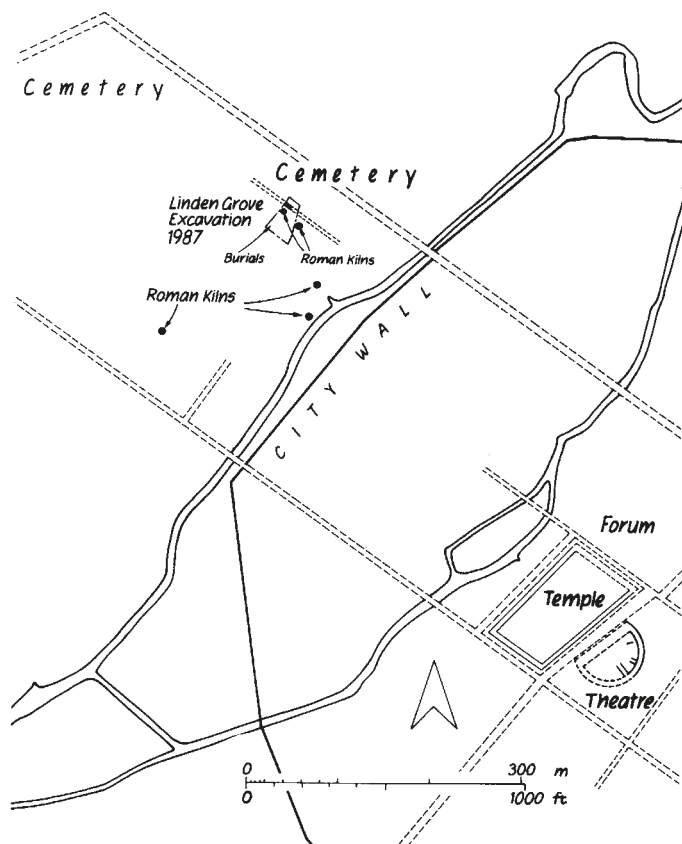 Cemetery
Cemetery
Linden Grove
Excavation
1987
Burials
Roman Kilns
Roman Kilns
CITY WALL
Forum
Temple
Theatre
0 300 m
0 1000 ft